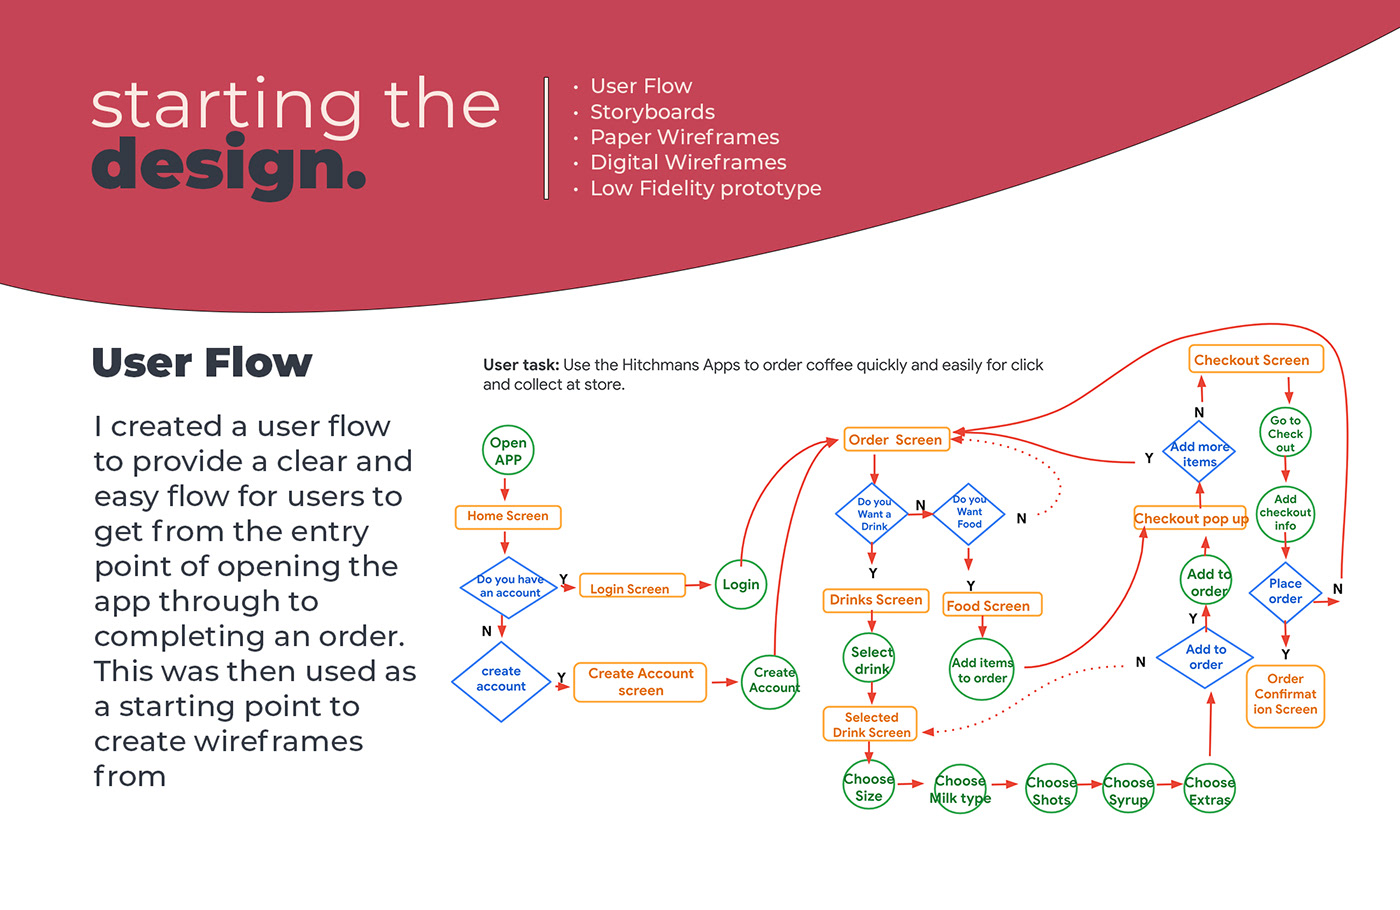 starting the
design.
• User Flow
• Storyboards
• Paper Wireframes
• Digital Wireframes
• Low Fidelity prototype
User Flow
I created a user flow
to provide a clear and
easy flow for users to
get from the entry
point of opening the
app through to
completing an order.
This was then used as
a starting point to
create wireframes
from
User task: Use the Hitchmans Apps to order coffee quickly and easily for click
and collect at store.
Open
APP
Home Screen
Do you have
an account
Y
Login Screen
Login
N
create
account
Y
Create Account
screen
Create
Account
Order Screen
Do you
Want a
Drink
N
Do you
Want
Food
N
Y
Y
Drinks Screen
Food Screen
Select
drink
Add items
to order
Selected
Drink Screen
Choose
Size
Choose
Milk type
Choose
Shots
Choose
Syrup
Choose
Extras
Add to
order
N
Y
Add to
order
Checkout pop up
Add more
items
Y
N
Checkout Screen
Go to
Check
out
Add
checkout
info
Place
order
N
Y
Order
Confirmat
ion Screen